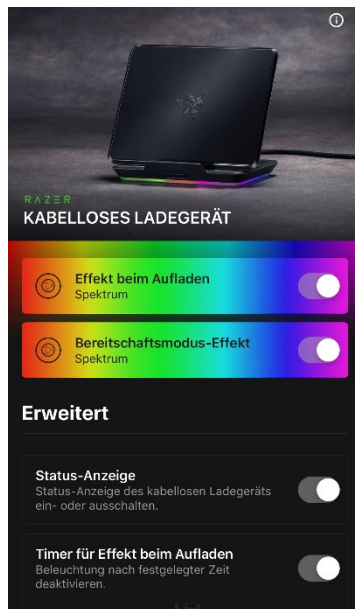 RAZER
KABELLOSES LADEGERÄT
Effekt beim Aufladen
Spektrum
Bereitschaftsmodus-Effekt
Spektrum
Erweitert
Status-Anzeige
Status-Anzeige des kabellosen Ladegeräts
ein- oder ausschalten.
Timer für Effekt beim Aufladen
Beleuchtung nach festgelegter Zeit
deaktivieren.